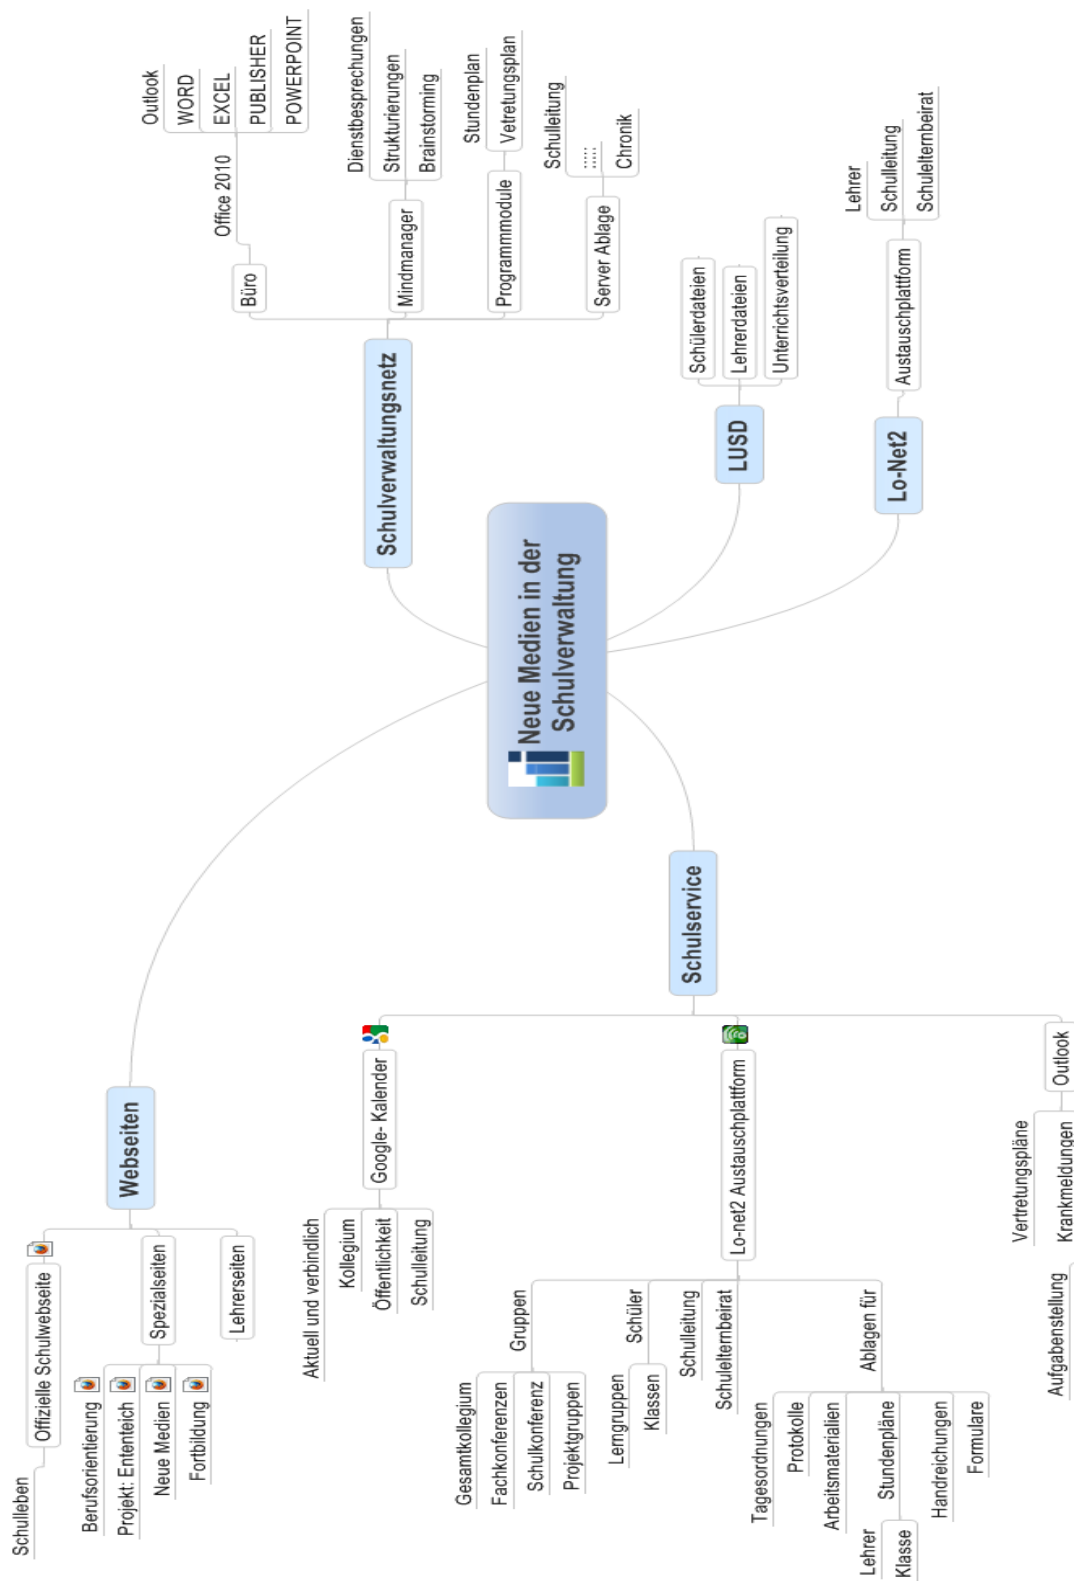 Neue Medien in der
Schulverwaltung
Schulverwaltungsnetz
Büro
Office 2010
Outlook
WORD
EXCEL
PUBLISHER
POWERPOINT
Mindmanager
Dienstbesprechungen
Strukturierungen
Brainstorming
Programmmodule
Stundenplan
Vetretungsplan
Server Ablage
Schulleitung
:::::
Chronik
LUSD
Schülerdateien
Lehrerdateien
Unterrichtsverteilung
Lo-Net2
Austauschplattform
Lehrer
Schulleitung
Schulelternbeirat
Webseiten
Offizielle Schulwebseite
Schulleben
Spezialseiten
Berufsorientierung
Projekt: Ententeich
Neue Medien
Fortbildung
Lehrerseiten
Schulservice
Google- Kalender
Aktuell und verbindlich
Kollegium
Öffentlichkeit
Schulleitung
Lo-net2 Austauschplattform
Gruppen
Gesamtkollegium
Fachkonferenzen
Schulkonferenz
Projektgruppen
Schüler
Lerngruppen
Klassen
Schulleitung
Schulelternbeirat
Ablagen für
Tagesordnungen
Protokolle
Arbeitsmaterialien
Stundenpläne
Lehrer
Klasse
Handreichungen
Formulare
Outlook
Vertretungspläne
Krankmeldungen
Aufgabenstellung